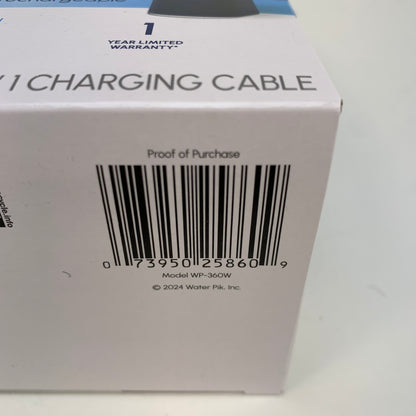 rechargeable
1
YEAR LIMITED
WARRANTY*
1 CHARGING CABLE
Proof of Purchase
0 73950 25860 9
Model WP-360W
© 2024 Water Pik, Inc.